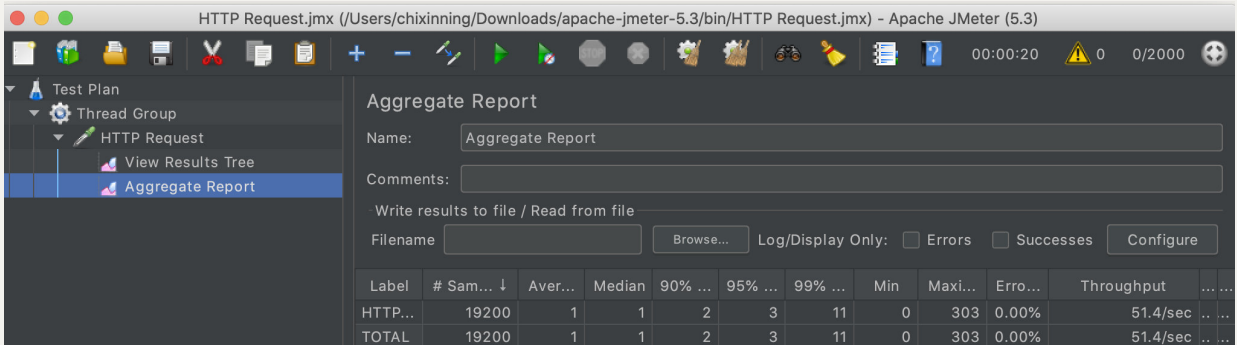 HTTP Request.jmx (/Users/chixinning/Downloads/apache-jmeter-5.3/bin/HTTP Request.jmx) - Apache JMeter (5.3)
STOP 00:00:20 0 0/2000
Test Plan
Thread Group
HTTP Request
View Results Tree
Aggregate Report
Aggregate Report
Name: Aggregate Report
Comments:
Write results to file / Read from file
Filename Browse... Log/Display Only: Errors Successes Configure
Label # Sam... ↓ Aver... Median 90% ... 95% ... 99% ... Min Maxi... Erro... Throughput ... ...
HTTP... 19200 1 1 2 3 11 0 303 0.00% 51.4/sec .. ..
TOTAL 19200 1 1 2 3 11 0 303 0.00% 51.4/sec .. ..